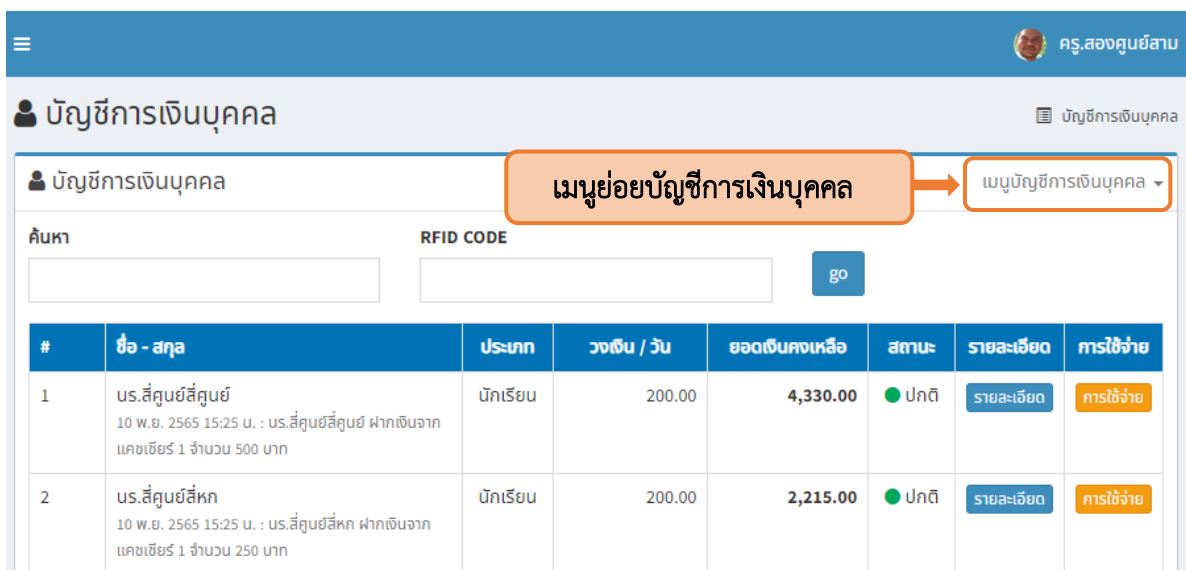 ครู.สองศูนย์สาม
บัญชีการเงินบุคคล
บัญชีการเงินบุคคล
บัญชีการเงินบุคคล
เมนูย่อยบัญชีการเงินบุคคล
เมนูบัญชีการเงินบุคคล
ค้นหา RFID CODE
go
# ชื่อ - สกุล ประเภท วงเงิน / วัน ยอดเงินคงเหลือ สถานะ รายละเอียด การใช้จ่าย
1 นร.สี่ศูนย์สี่ศูนย์ นักเรียน 200.00 4,330.00 ปกติ รายละเอียด การใช้จ่าย
10 พ.ย. 2565 15:25 น. : นร.สี่ศูนย์สี่ศูนย์ ฝากเงินจาก
แคชเชียร์ 1 จำนวน 500 บาท
2 นร.สี่ศูนย์สี่หก นักเรียน 200.00 2,215.00 ปกติ รายละเอียด การใช้จ่าย
10 พ.ย. 2565 15:25 น. : นร.สี่ศูนย์สี่หก ฝากเงินจาก
แคชเชียร์ 1 จำนวน 250 บาท